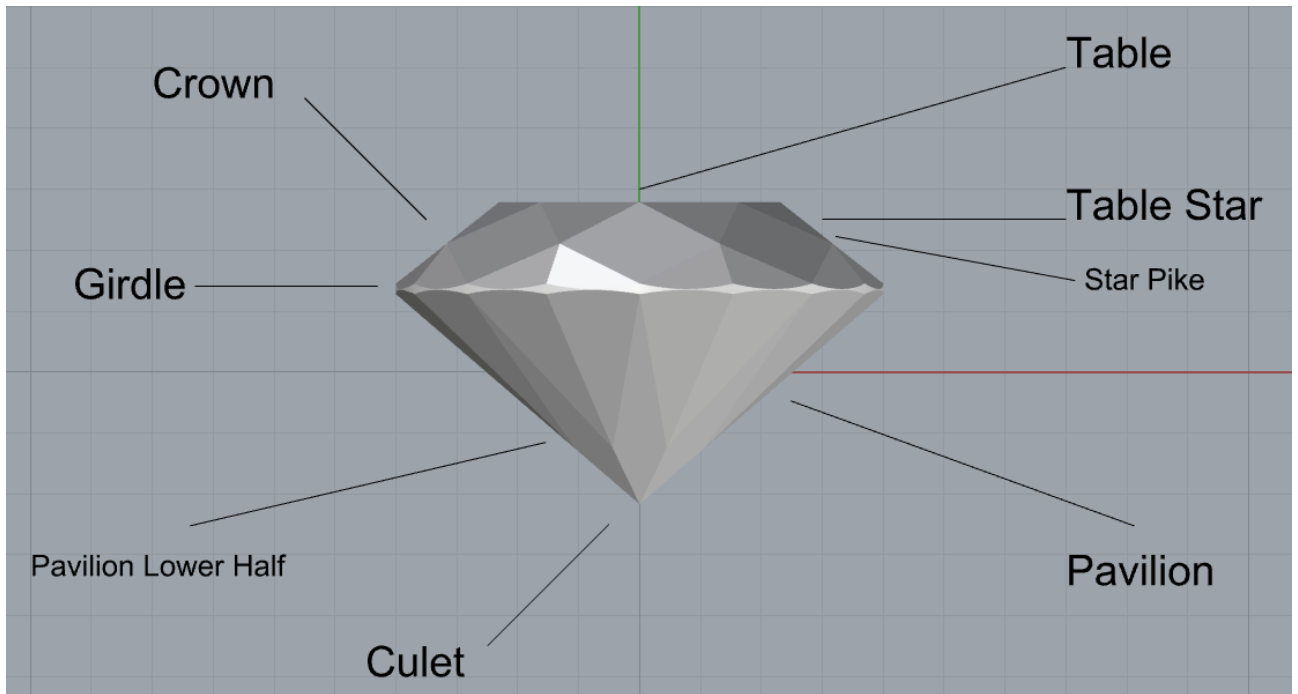 Table
Crown
Table Star
Girdle
Star Pike
Pavilion Lower Half
Pavilion
Culet